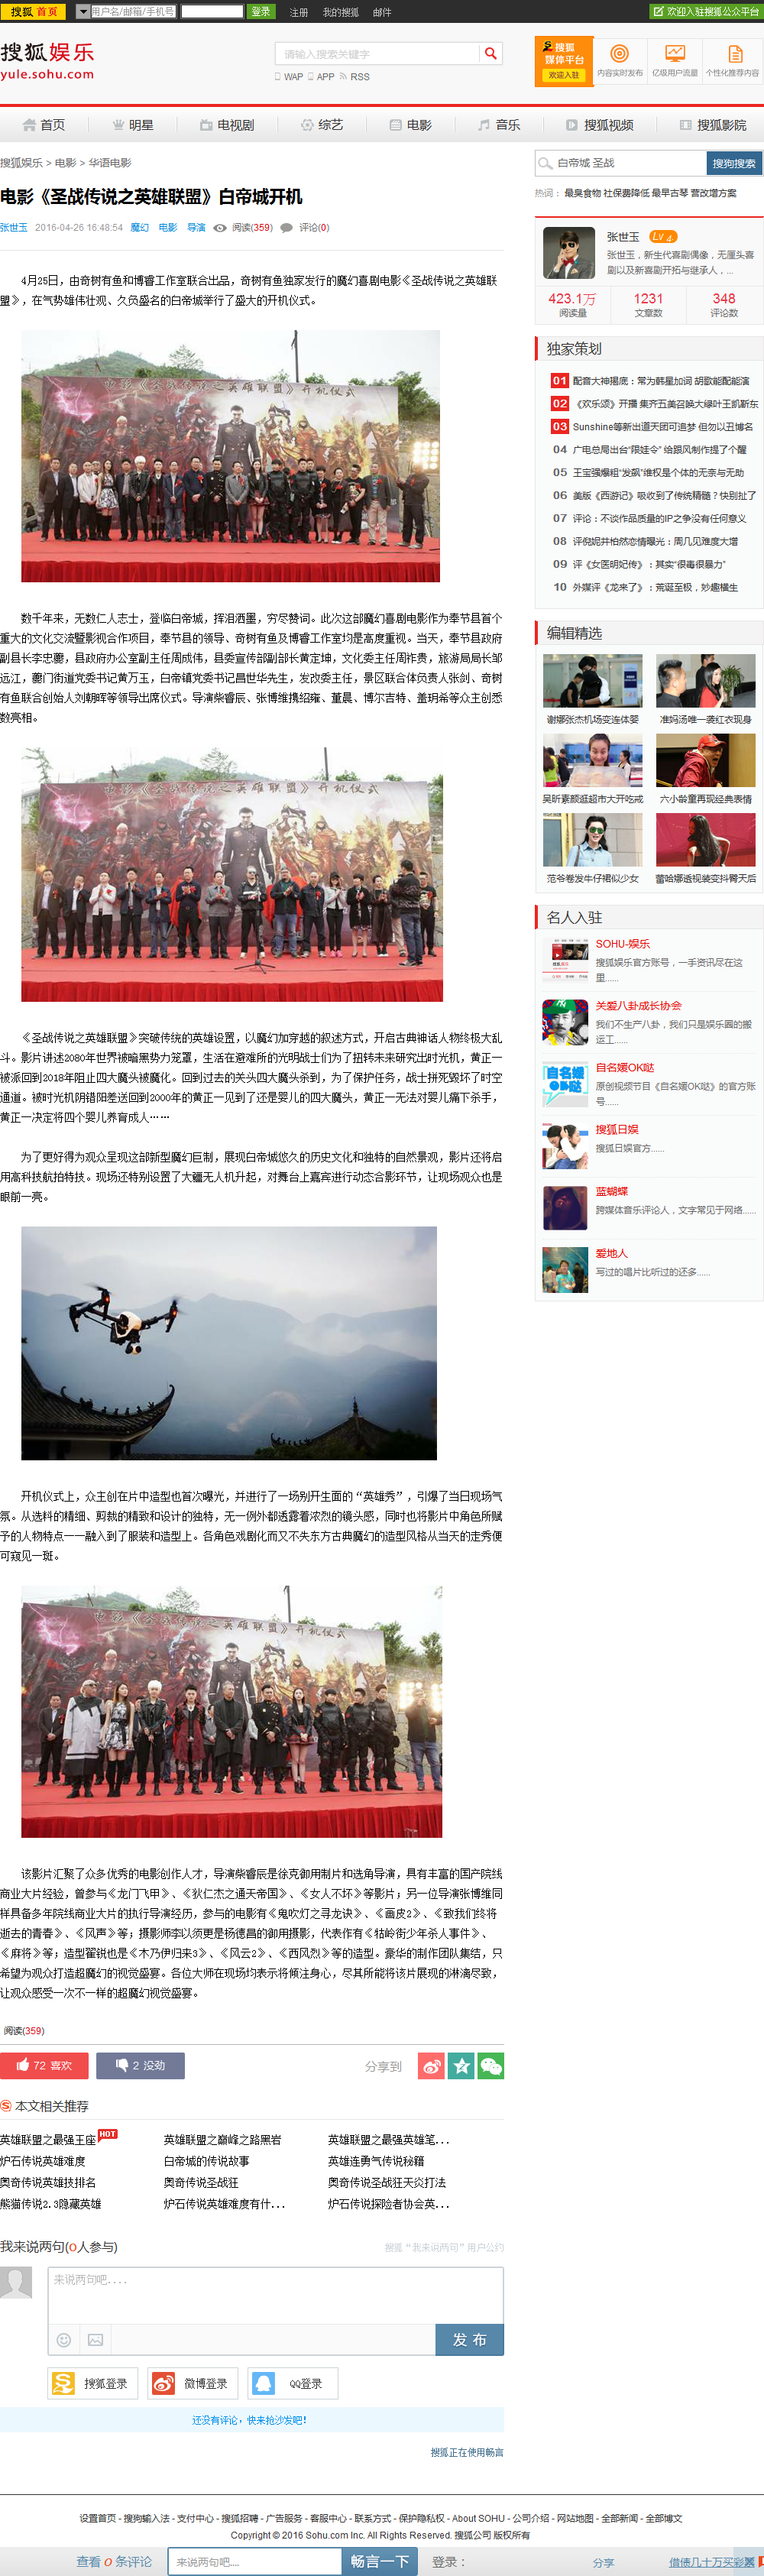 搜狐 首页
用户名/邮箱/手机号
登录
注册 我的搜狐 邮件
欢迎入驻搜狐公众平台
搜狐娱乐
yule.sohu.com
请输入搜索关键字
WAP APP RSS
搜狐
媒体平台
欢迎入驻
内容实时发布 亿级用户流量 个性化推荐内容
首页 明星 电视剧 综艺 电影 音乐 搜狐视频 搜狐影院
搜狐娱乐 > 电影 > 华语电影
电影《圣战传说之英雄联盟》白帝城开机
张世玉 2016-04-26 16:48:54 魔幻 电影 导演 阅读(359) 评论(0)
4月25日，由奇树有鱼和博睿工作室联合出品，奇树有鱼独家发行的魔幻喜剧电影《圣战传说之英雄联
盟》，在气势雄伟壮观、久负盛名的白帝城举行了盛大的开机仪式。
电影《圣战传说之英雄联盟》开机仪式
数千年来，无数仁人志士，登临白帝城，挥泪洒墨，穷尽赞词。此次这部魔幻喜剧电影作为奉节县首个
重大的文化交流暨影视合作项目，奉节县的领导、奇树有鱼及博睿工作室均是高度重视。当天，奉节县政府
副县长李忠蘷，县政府办公室副主任周成伟，县委宣传部副部长黄定坤，文化委主任周祚贵，旅游局局长邹
远江，夔门街道党委书记黄万玉，白帝镇党委书记昌世华先生，发改委主任，景区联合体负责人张剑、奇树
有鱼联合创始人刘朝晖等领导出席仪式。导演柴睿辰、张博维携绍雍、董晨、博尔吉特、盖玥希等众主创悉
数亮相。
圣战传说之英雄联盟》开机仪式
《圣战传说之英雄联盟》突破传统的英雄设置，以魔幻加穿越的叙述方式，开启古典神话人物终极大乱
斗。影片讲述2080年世界被暗黑势力笼罩，生活在避难所的光明战士们为了扭转未来研究出时光机，黄正一
被派回到2018年阻止四大魔头被魔化。回到过去的关头四大魔头杀到，为了保护任务，战士拼死毁坏了时空
通道。被时光机阴错阳差送回到2000年的黄正一见到了还是婴儿的四大魔头，黄正一无法对婴儿痛下杀手，
黄正一决定将四个婴儿养育成人……
为了更好得为观众呈现这部新型魔幻巨制，展现白帝城悠久的历史文化和独特的自然景观，影片还将启
用高科技航拍特技。现场还特别设置了大疆无人机升起，对舞台上嘉宾进行动态合影环节，让现场观众也是
眼前一亮。
开机仪式上，众主创在片中造型也首次曝光，并进行了一场别开生面的“英雄秀”，引爆了当日现场气
氛。从选料的精细、剪裁的精致和设计的独特，无一例外都透露着浓烈的镜头感，同时也将影片中角色所赋
予的人物特点一一融入到了服装和造型上。各角色戏剧化而又不失东方古典魔幻的造型风格从当天的走秀便
可窥见一斑。
电影《圣战传说之英雄联盟》开机仪式
该影片汇聚了众多优秀的电影创作人才，导演柴睿辰是徐克御用制片和选角导演，具有丰富的国产院线
商业大片经验，曾参与《龙门飞甲》、《狄仁杰之通天帝国》、《女人不坏》等影片；另一位导演张博维同
样具备多年院线商业大片的执行导演经历，参与的电影有《鬼吹灯之寻龙诀》、《画皮2》、《致我们终将
逝去的青春》、《风声》等；摄影师李以须更是杨德昌的御用摄影，代表作有《牯岭街少年杀人事件》、
《麻将》等；造型翟锐也是《木乃伊归来3》、《风云2》、《西风烈》等的造型。豪华的制作团队集结，只
希望为观众打造超魔幻的视觉盛宴。各位大师在现场均表示将倾注身心，尽其所能将该片展现的淋漓尽致，
让观众感受一次不一样的超魔幻视觉盛宴。
阅读(359)
72 喜欢 2 没劲 分享到
本文相关推荐
英雄联盟之最强王座 HOT 英雄联盟之巅峰之路黑岩 英雄联盟之最强英雄笔...
炉石传说英雄难度 白帝城的传说故事 英雄连勇气传说秘籍
奥奇传说英雄技排名 奥奇传说圣战狂 奥奇传说圣战狂天炎打法
熊猫传说2.3隐藏英雄 炉石传说英雄难度有什... 炉石传说探险者协会英...
我来说两句(0人参与) 搜狐“我来说两句”用户公约
来说两句吧....
发 布
搜狐登录 微博登录 QQ登录
还没有评论，快来抢沙发吧！
搜狐正在使用畅言
白帝城 圣战 搜狗搜索
热词： 最臭食物 社保费降低 最早古琴 营改增方案
张世玉 Lv 4
张世玉，新生代喜剧偶像，无厘头喜
剧以及新喜剧开拓与继承人，...
423.1万 1231 348
阅读量 文章数 评论数
独家策划
01 配音大神揭底：常为韩星加词 胡歌能配能演
02 《欢乐颂》开播 集齐五美召唤大绿叶王凯靳东
03 Sunshine等新出道天团可追梦 但勿以丑博名
04 广电总局出台“限娃令” 给跟风制作提了个醒
05 王宝强爆粗“发飙”维权是个体的无奈与无助
06 美版《西游记》吸收到了传统精髓？快别扯了
07 评论：不谈作品质量的IP之争没有任何意义
08 评倪妮井柏然恋情曝光：周几见难度大增
09 评《女医明妃传》：其实“很毒很暴力”
10 外媒评《龙来了》：荒诞至极，妙趣横生
编辑精选
谢娜张杰机场变连体婴 准妈汤唯一袭红衣现身
吴昕素颜逛超市大开吃戒 六小龄童再现经典表情
范爷卷发牛仔裙似少女 蕾哈娜透视装变抖臀天后
名人入驻
SOHU-娱乐
搜狐娱乐官方账号，一手资讯尽在这
里......
关爱八卦成长协会
我们不生产八卦，我们只是娱乐圈的搬
运工......
自名媛OK哒
原创视频节目《自名媛OK哒》的官方账
号......
搜狐日娱
搜狐日娱官方......
蓝蝴蝶
跨媒体音乐评论人，文字常见于网络......
爱地人
写过的唱片比听过的还多......
设置首页 - 搜狗输入法 - 支付中心 - 搜狐招聘 - 广告服务 - 客服中心 - 联系方式 - 保护隐私权 - About SOHU - 公司介绍 - 网站地图 - 全部新闻 - 全部博文
Copyright © 2016 Sohu.com Inc. All Rights Reserved. 搜狐公司 版权所有
查看 0 条评论 来说两句吧.... 畅言一下 登录： 分享 借债几十万买彩票